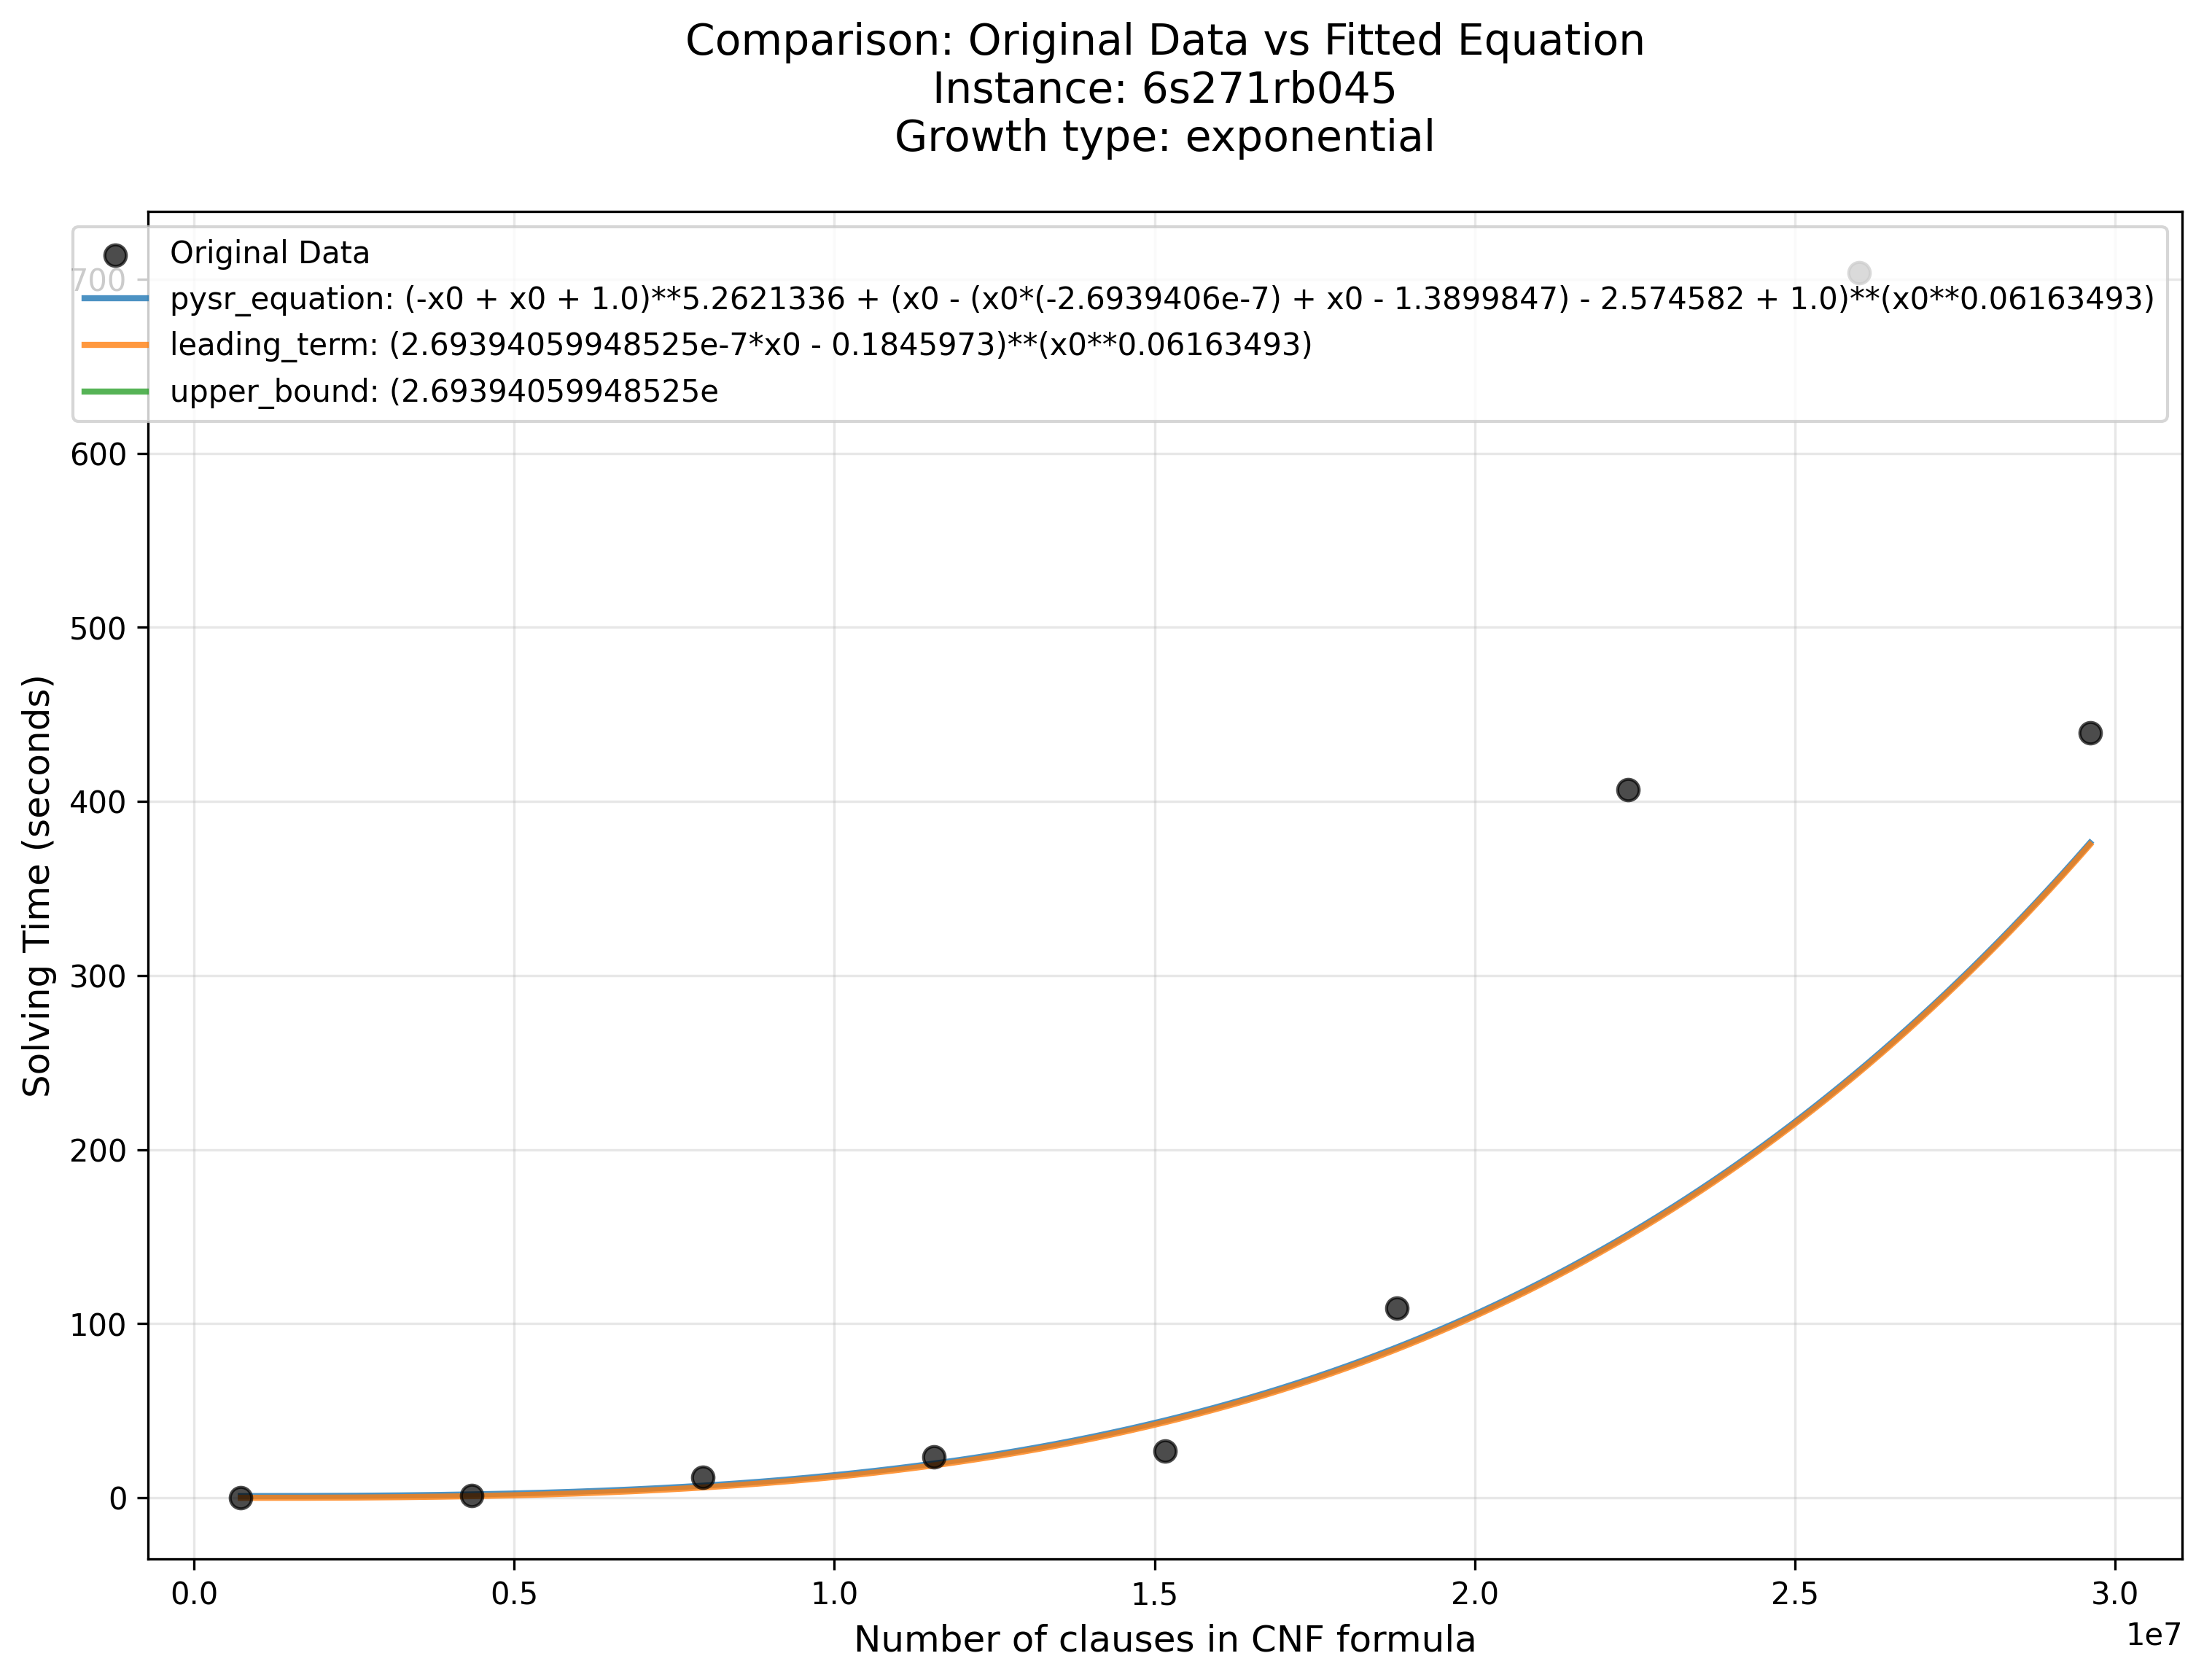 Comparison: Original Data vs Fitted Equation
Instance: 6s271rb045
Growth type: exponential
Original Data
pysr_equation: (-x0 + x0 + 1.0)**5.2621336 + (x0 - (x0*(-2.6939406e-7) + x0 - 1.3899847) - 2.574582 + 1.0)**(x0**0.06163493)
leading_term: (2.69394059948525e-7*x0 - 0.1845973)**(x0**0.06163493)
upper_bound: (2.69394059948525e
700
600
500
400
300
200
100
0
Solving Time (seconds)
0.0 0.5 1.0 1.5 2.0 2.5 3.0
1e7
Number of clauses in CNF formula